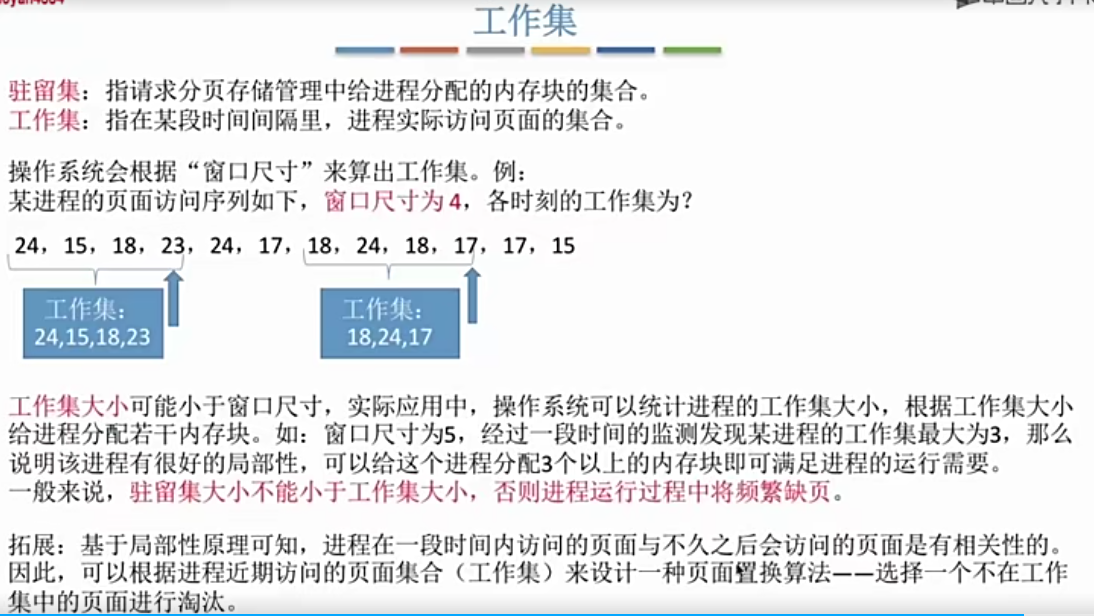 工作集
驻留集：指请求分页存储管理中给进程分配的内存块的集合。
工作集：指在某段时间间隔里，进程实际访问页面的集合。
操作系统会根据“窗口尺寸”来算出工作集。例：
某进程的页面访问序列如下，窗口尺寸为4，各时刻的工作集为？
24，15，18，23，24，17，18，24，18，17，17，15
工作集：
24,15,18,23
工作集：
18,24,17
工作集大小可能小于窗口尺寸，实际应用中，操作系统可以统计进程的工作集大小，根据工作集大小
给进程分配若干内存块。如：窗口尺寸为5，经过一段时间的监测发现某进程的工作集最大为3，那么
说明该进程有很好的局部性，可以给这个进程分配3个以上的内存块即可满足进程的运行需要。
一般来说，驻留集大小不能小于工作集大小，否则进程运行过程中将频繁缺页。
拓展：基于局部性原理可知，进程在一段时间内访问的页面与不久之后会访问的页面是有相关性的。
因此，可以根据进程近期访问的页面集合（工作集）来设计一种页面置换算法——选择一个不在工作
集中的页面进行淘汰。